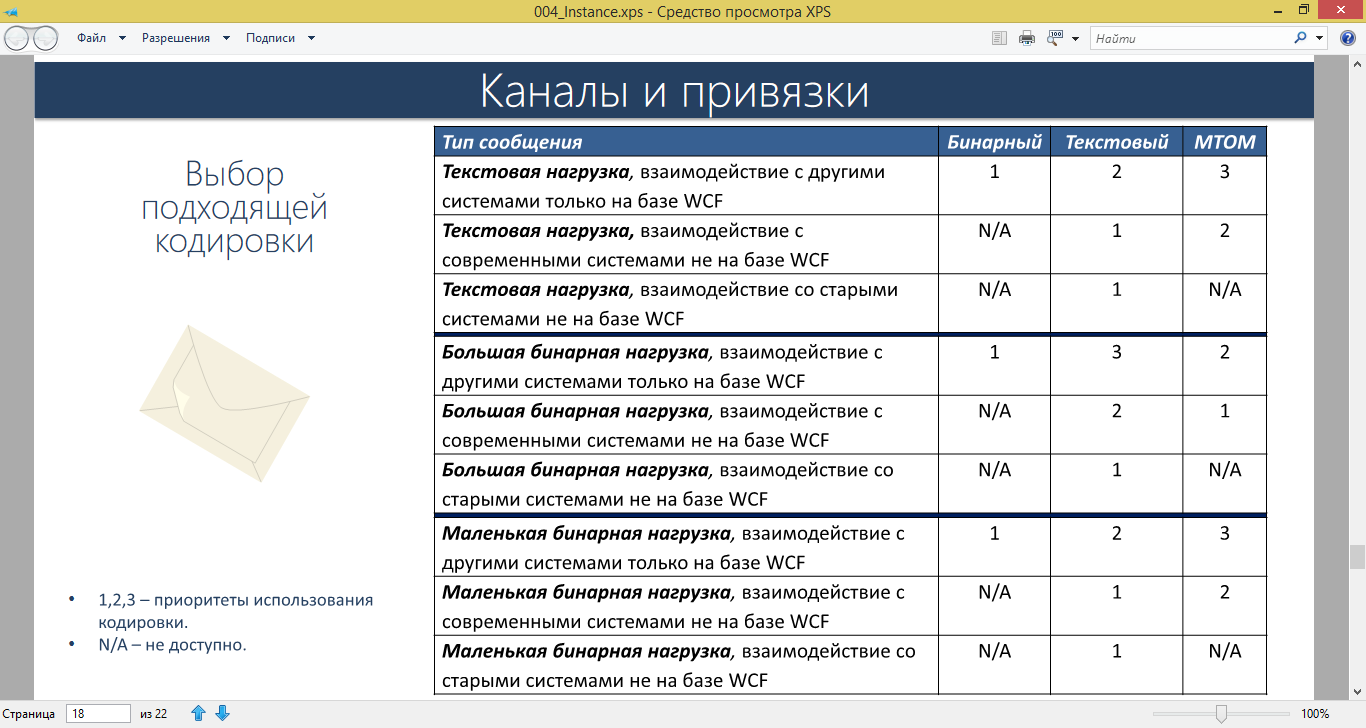 004_Instance.xps - Средство просмотра XPS
Файл Разрешения Подписи
100
Найти
Каналы и привязки
Выбор
подходящей
кодировки
Тип сообщения Бинарный Текстовый MTOM
Текстовая нагрузка, взаимодействие с другими 1 2 3
системами только на базе WCF
Текстовая нагрузка, взаимодействие с N/A 1 2
современными системами не на базе WCF
Текстовая нагрузка, взаимодействие со старыми N/A 1 N/A
системами не на базе WCF
Большая бинарная нагрузка, взаимодействие с 1 3 2
другими системами только на базе WCF
Большая бинарная нагрузка, взаимодействие с N/A 2 1
современными системами не на базе WCF
Большая бинарная нагрузка, взаимодействие со N/A 1 N/A
старыми системами не на базе WCF
Маленькая бинарная нагрузка, взаимодействие с 1 2 3
другими системами только на базе WCF
Маленькая бинарная нагрузка, взаимодействие с N/A 1 2
современными системами не на базе WCF
Маленькая бинарная нагрузка, взаимодействие со N/A 1 N/A
старыми системами не на базе WCF
• 1,2,3 – приоритеты использования
кодировки.
• N/A – не доступно.
Страница 18 из 22 100%